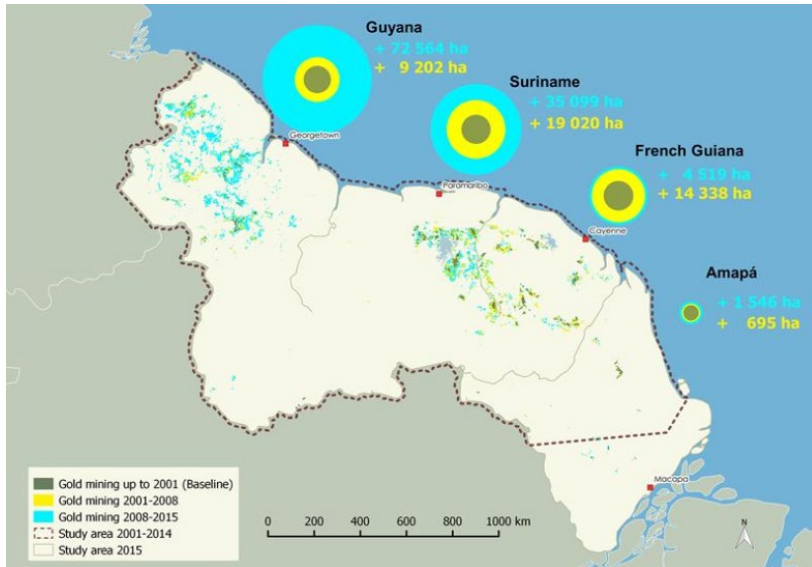 Guyana
+ 72 564 ha
+ 9 202 ha
Suriname
+ 35 099 ha
+ 19 020 ha
French Guiana
+ 4 519 ha
+ 14 338 ha
Amapá
+ 1 546 ha
+ 695 ha
Georgetown
Paramaribo
Cayenne
Macapa
Gold mining up to 2001 (Baseline)
Gold mining 2001-2008
Gold mining 2008-2015
Study area 2001-2014
Study area 2015
0 200 400 600 800 1000 km
N